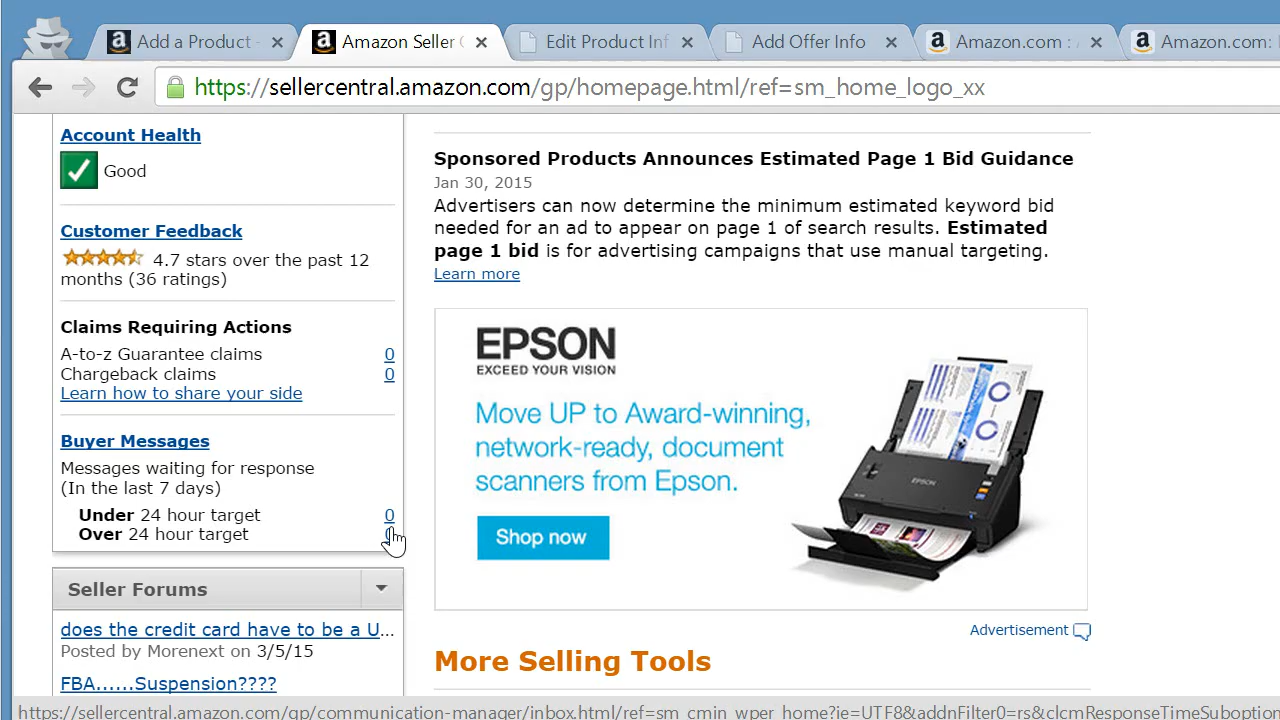 Add a Product -
Amazon Seller C
Edit Product Inf
Add Offer Info
Amazon.com : A
Amazon.com:
https://sellercentral.amazon.com/gp/homepage.html/ref=sm_home_logo_xx
Account Health
Good
Customer Feedback
4.7 stars over the past 12
months (36 ratings)
Claims Requiring Actions
A-to-z Guarantee claims 0
Chargeback claims 0
Learn how to share your side
Buyer Messages
Messages waiting for response
(In the last 7 days)
Under 24 hour target 0
Over 24 hour target
Seller Forums
does the credit card have to be a U...
Posted by Morenext on 3/5/15
FBA......Suspension????
Sponsored Products Announces Estimated Page 1 Bid Guidance
Jan 30, 2015
Advertisers can now determine the minimum estimated keyword bid
needed for an ad to appear on page 1 of search results. Estimated
page 1 bid is for advertising campaigns that use manual targeting.
Learn more
EPSON
EXCEED YOUR VISION
Move UP to Award-winning,
network-ready, document
scanners from Epson.
Shop now
EPSON
Advertisement
More Selling Tools
https://sellercentral.amazon.com/gp/communication-manager/inbox.html/ref=sm_cmin_wper_home?ie=UTF8&addnFilter0=rs&clcmResponseTimeSuboption